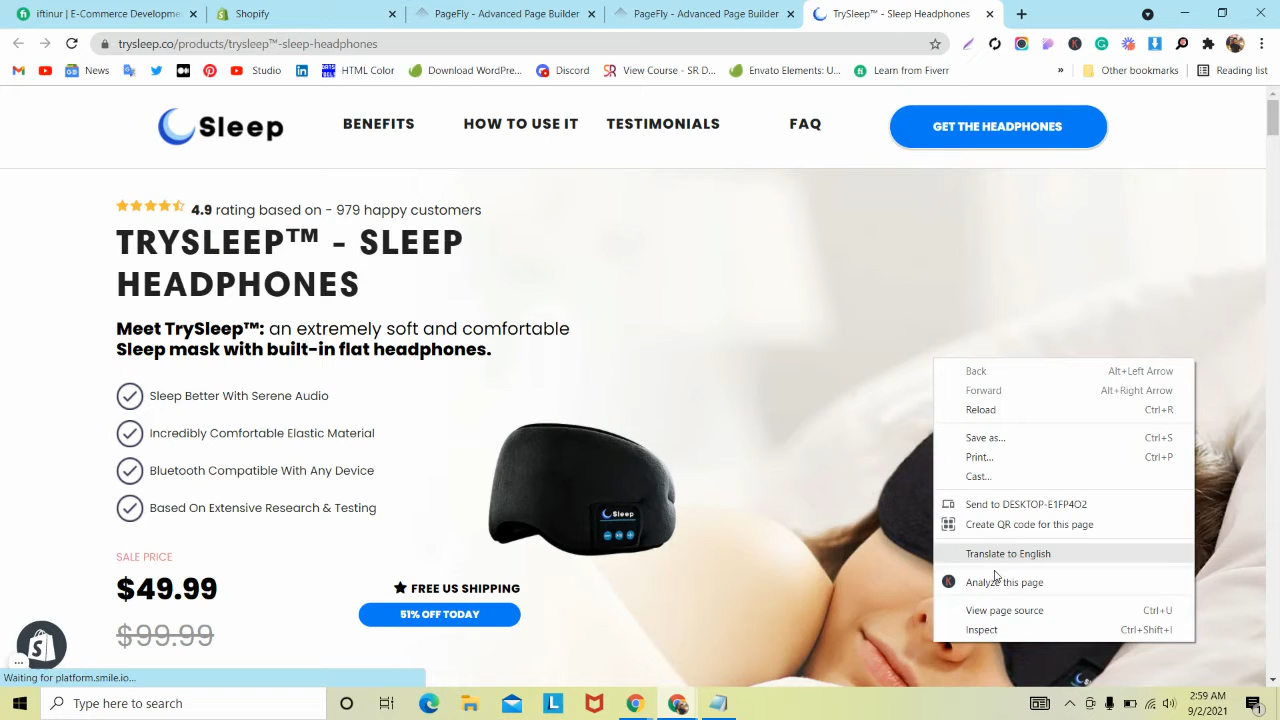 iftinur | E-Commerce Developme
Shopify
PageFly - Advanced Page Builder
PageFly - Advanced Page Builder
TrySleep™ - Sleep Headphones
trysleep.co/products/trysleep™-sleep-headphones
News
Studio
HTML Color
Download WordPre...
Discord
View Course - SR D...
Envato Elements: U...
Learn from Fiverr
»
Other bookmarks
Reading list
Sleep
BENEFITS
HOW TO USE IT
TESTIMONIALS
FAQ
GET THE HEADPHONES
4.9 rating based on - 979 happy customers
TRYSLEEP™ - SLEEP
HEADPHONES
Meet TrySleep™: an extremely soft and comfortable
Sleep mask with built-in flat headphones.
Sleep Better With Serene Audio
Incredibly Comfortable Elastic Material
Bluetooth Compatible With Any Device
Based On Extensive Research & Testing
Sleep
SALE PRICE
$49.99
$99.99
FREE US SHIPPING
51% OFF TODAY
Back Alt+Left Arrow
Forward Alt+Right Arrow
Reload Ctrl+R
Save as... Ctrl+S
Print... Ctrl+P
Cast...
Send to DESKTOP-E1FP4O2
Create QR code for this page
Translate to English
Analyze this page
View page source Ctrl+U
Inspect Ctrl+Shift+I
Waiting for platform.smile.io...
Type here to search
2:59 AM
9/2/2021